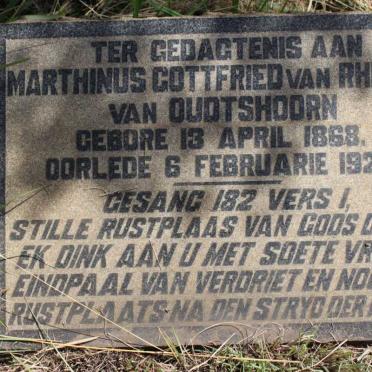 TER GEDAGTENIS AAN
MARTHINUS GOTTFRIED VAN RH
VAN OUDTSHOORN
GEBORE 13 APRIL 1868.
OORLEDE 6 FEBRUARIE 192
GESANG 182 VERS 1,
STILLE RUSTPLAAS VAN GODS D
EK DINK AAN U MET SOETE VR
EINDPAAL VAN VERDRIET EN NO
RUSTPLAATS NA DEN STRYD DER